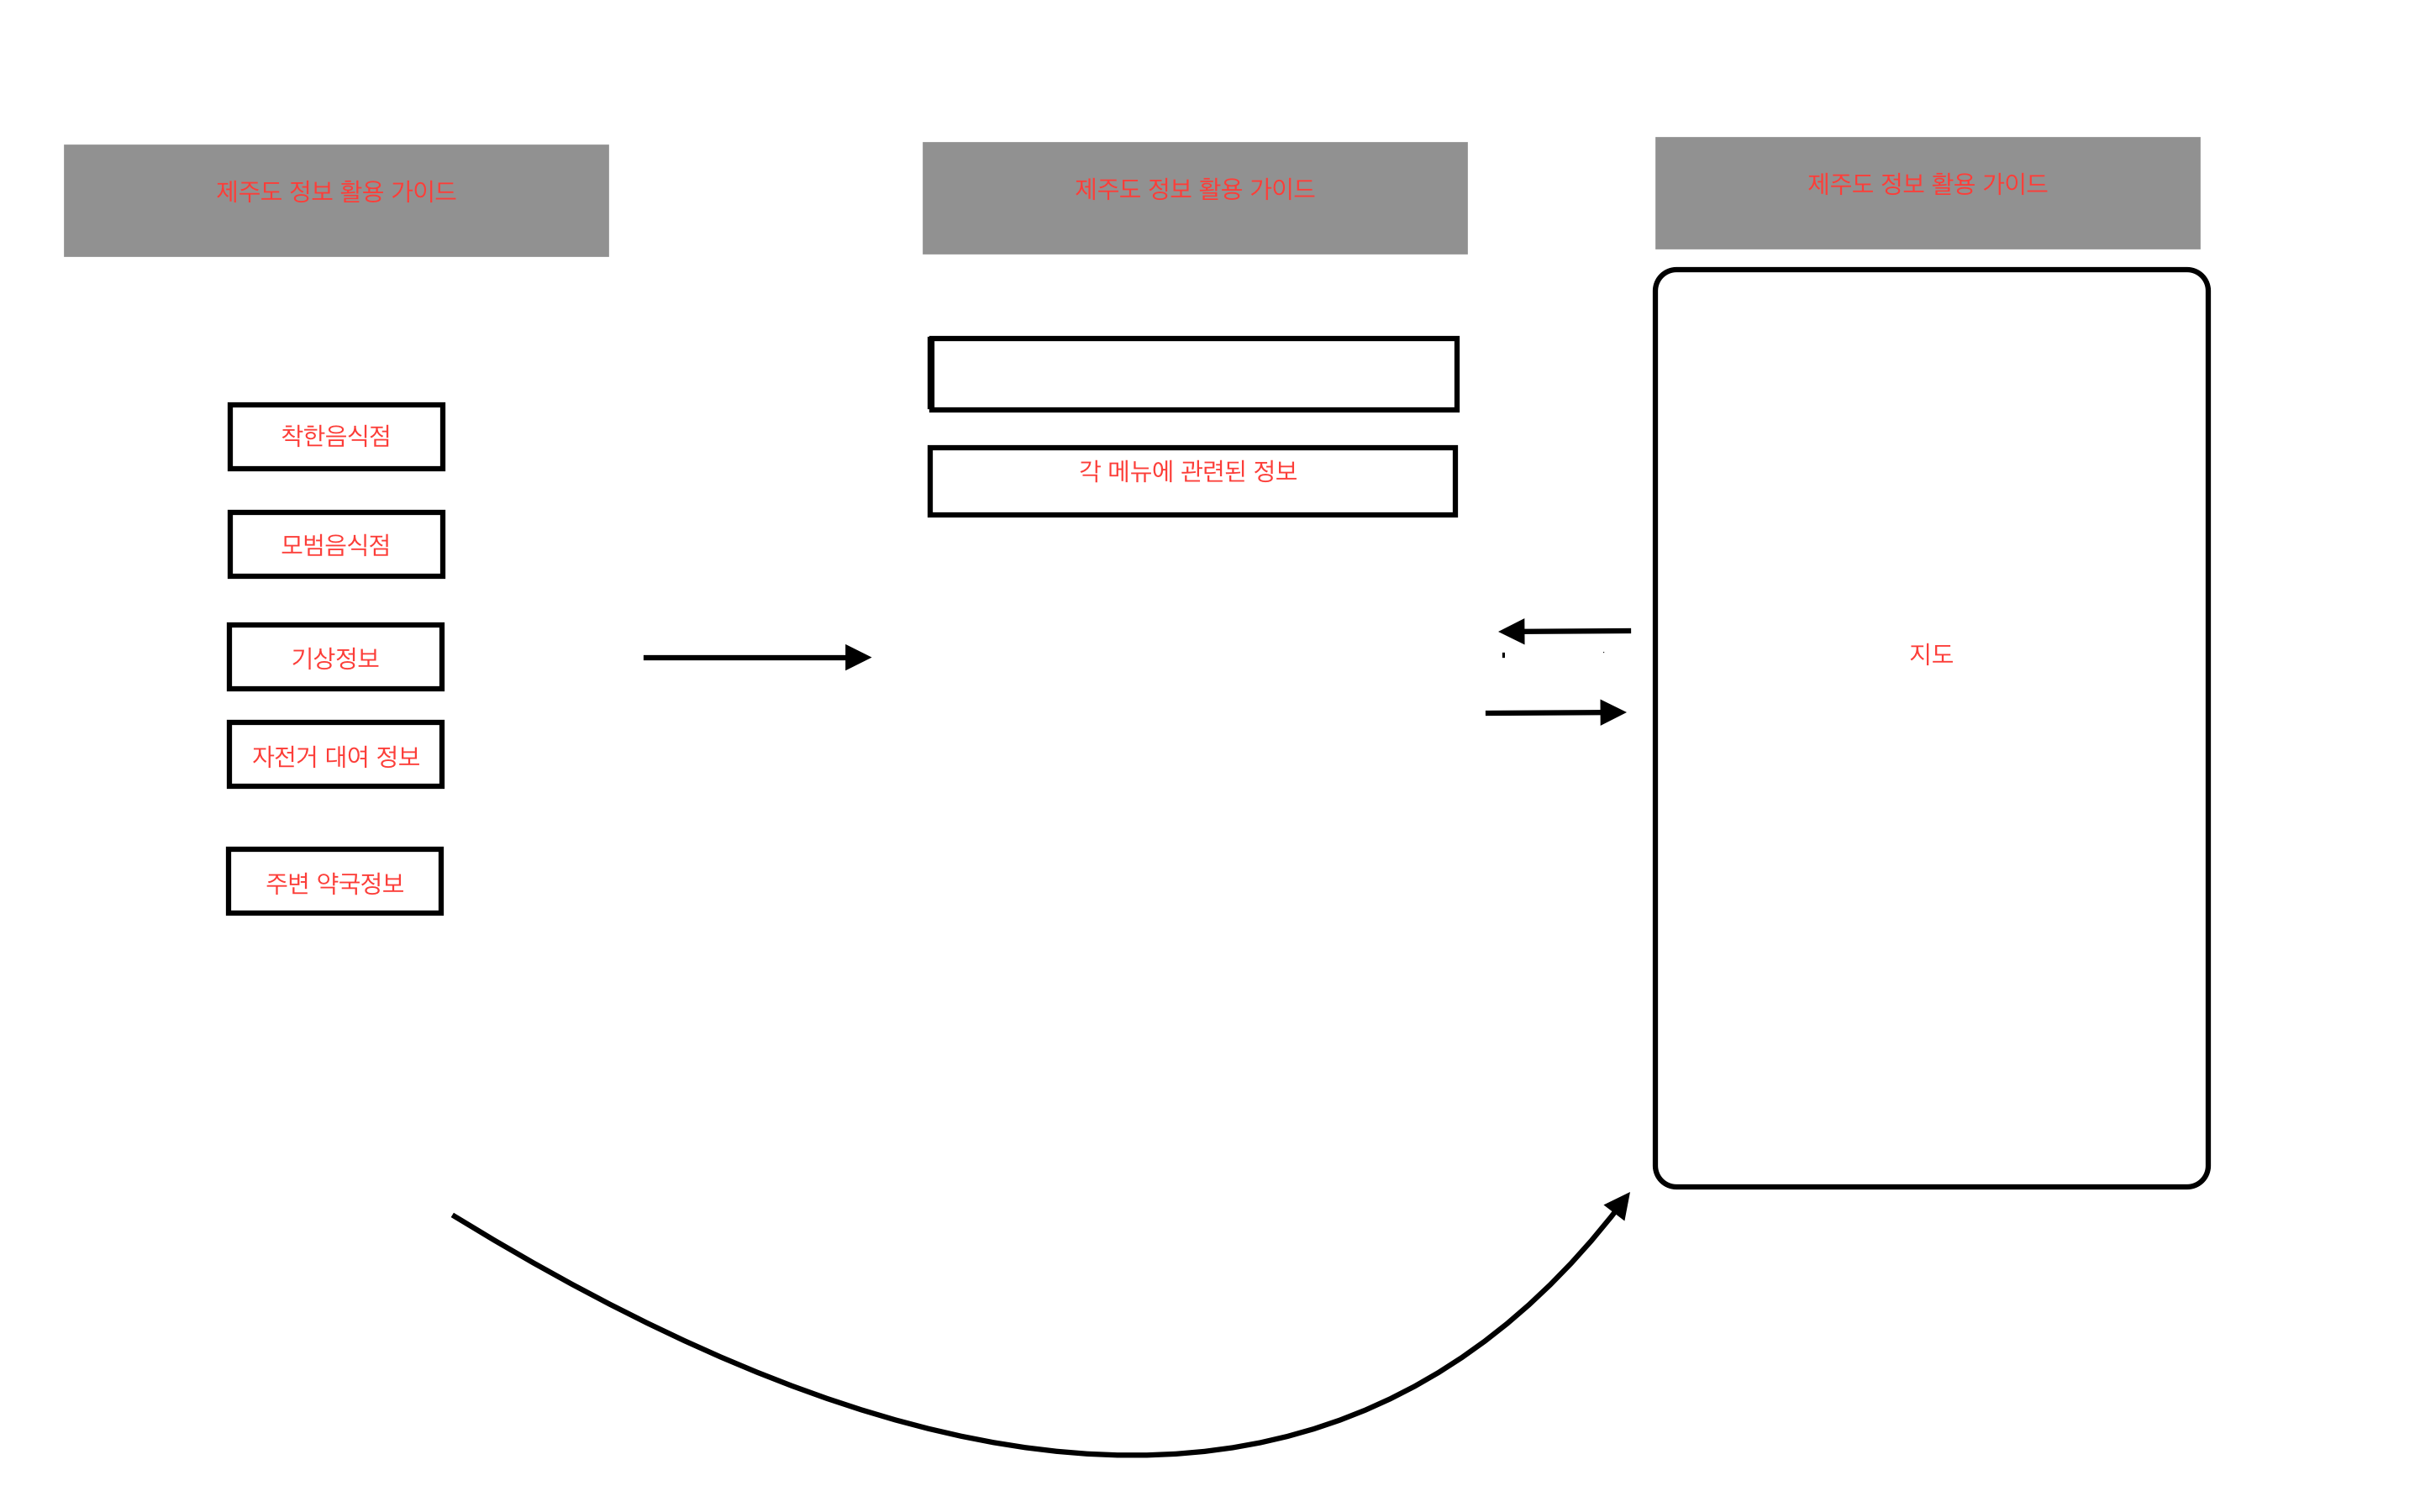 제주도 정보 활용 가이드
착한음식점
모범음식점
기상정보
자전거 대여 정보
주변 약국정보
제주도 정보 활용 가이드
각 메뉴에 관련된 정보
제주도 정보 활용 가이드
지도